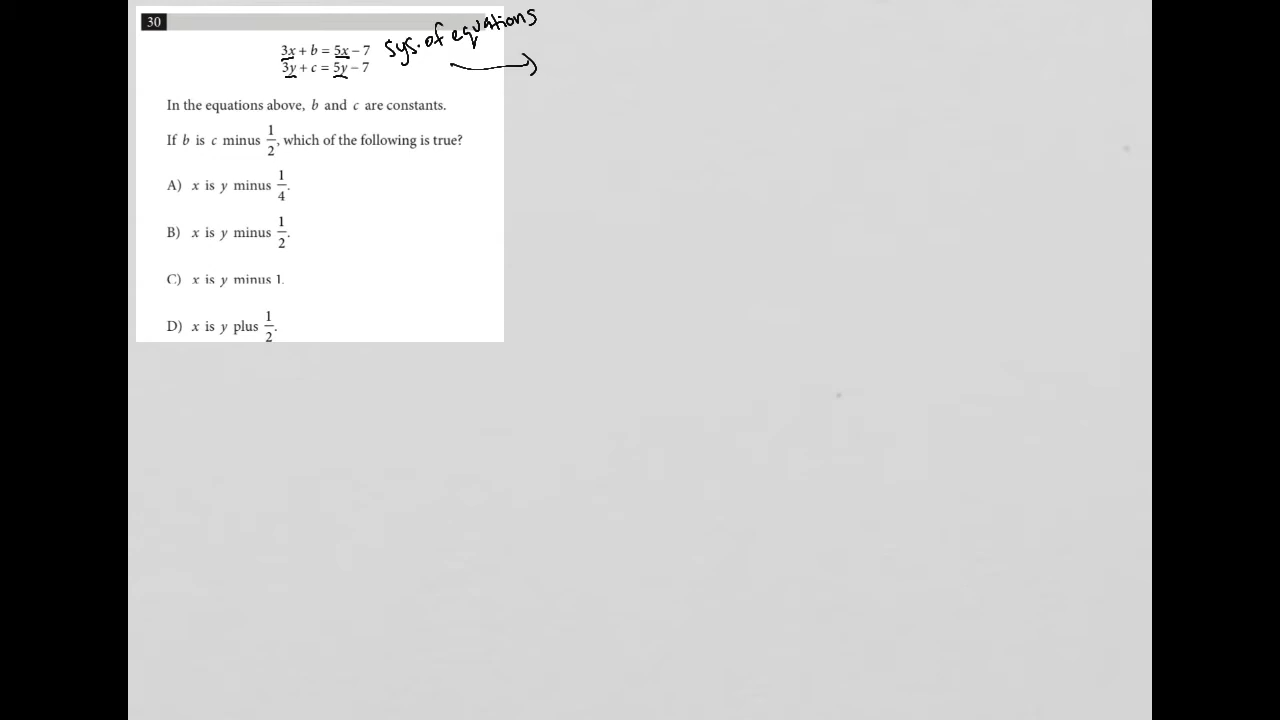 30
sys. of equations
3x + b = 5x − 7
3y + c = 5y − 7
In the equations above, b and c are constants.
If b is c minus 1/2, which of the following is true?
A) x is y minus 1/4.
B) x is y minus 1/2.
C) x is y minus 1.
D) x is y plus 1/2.